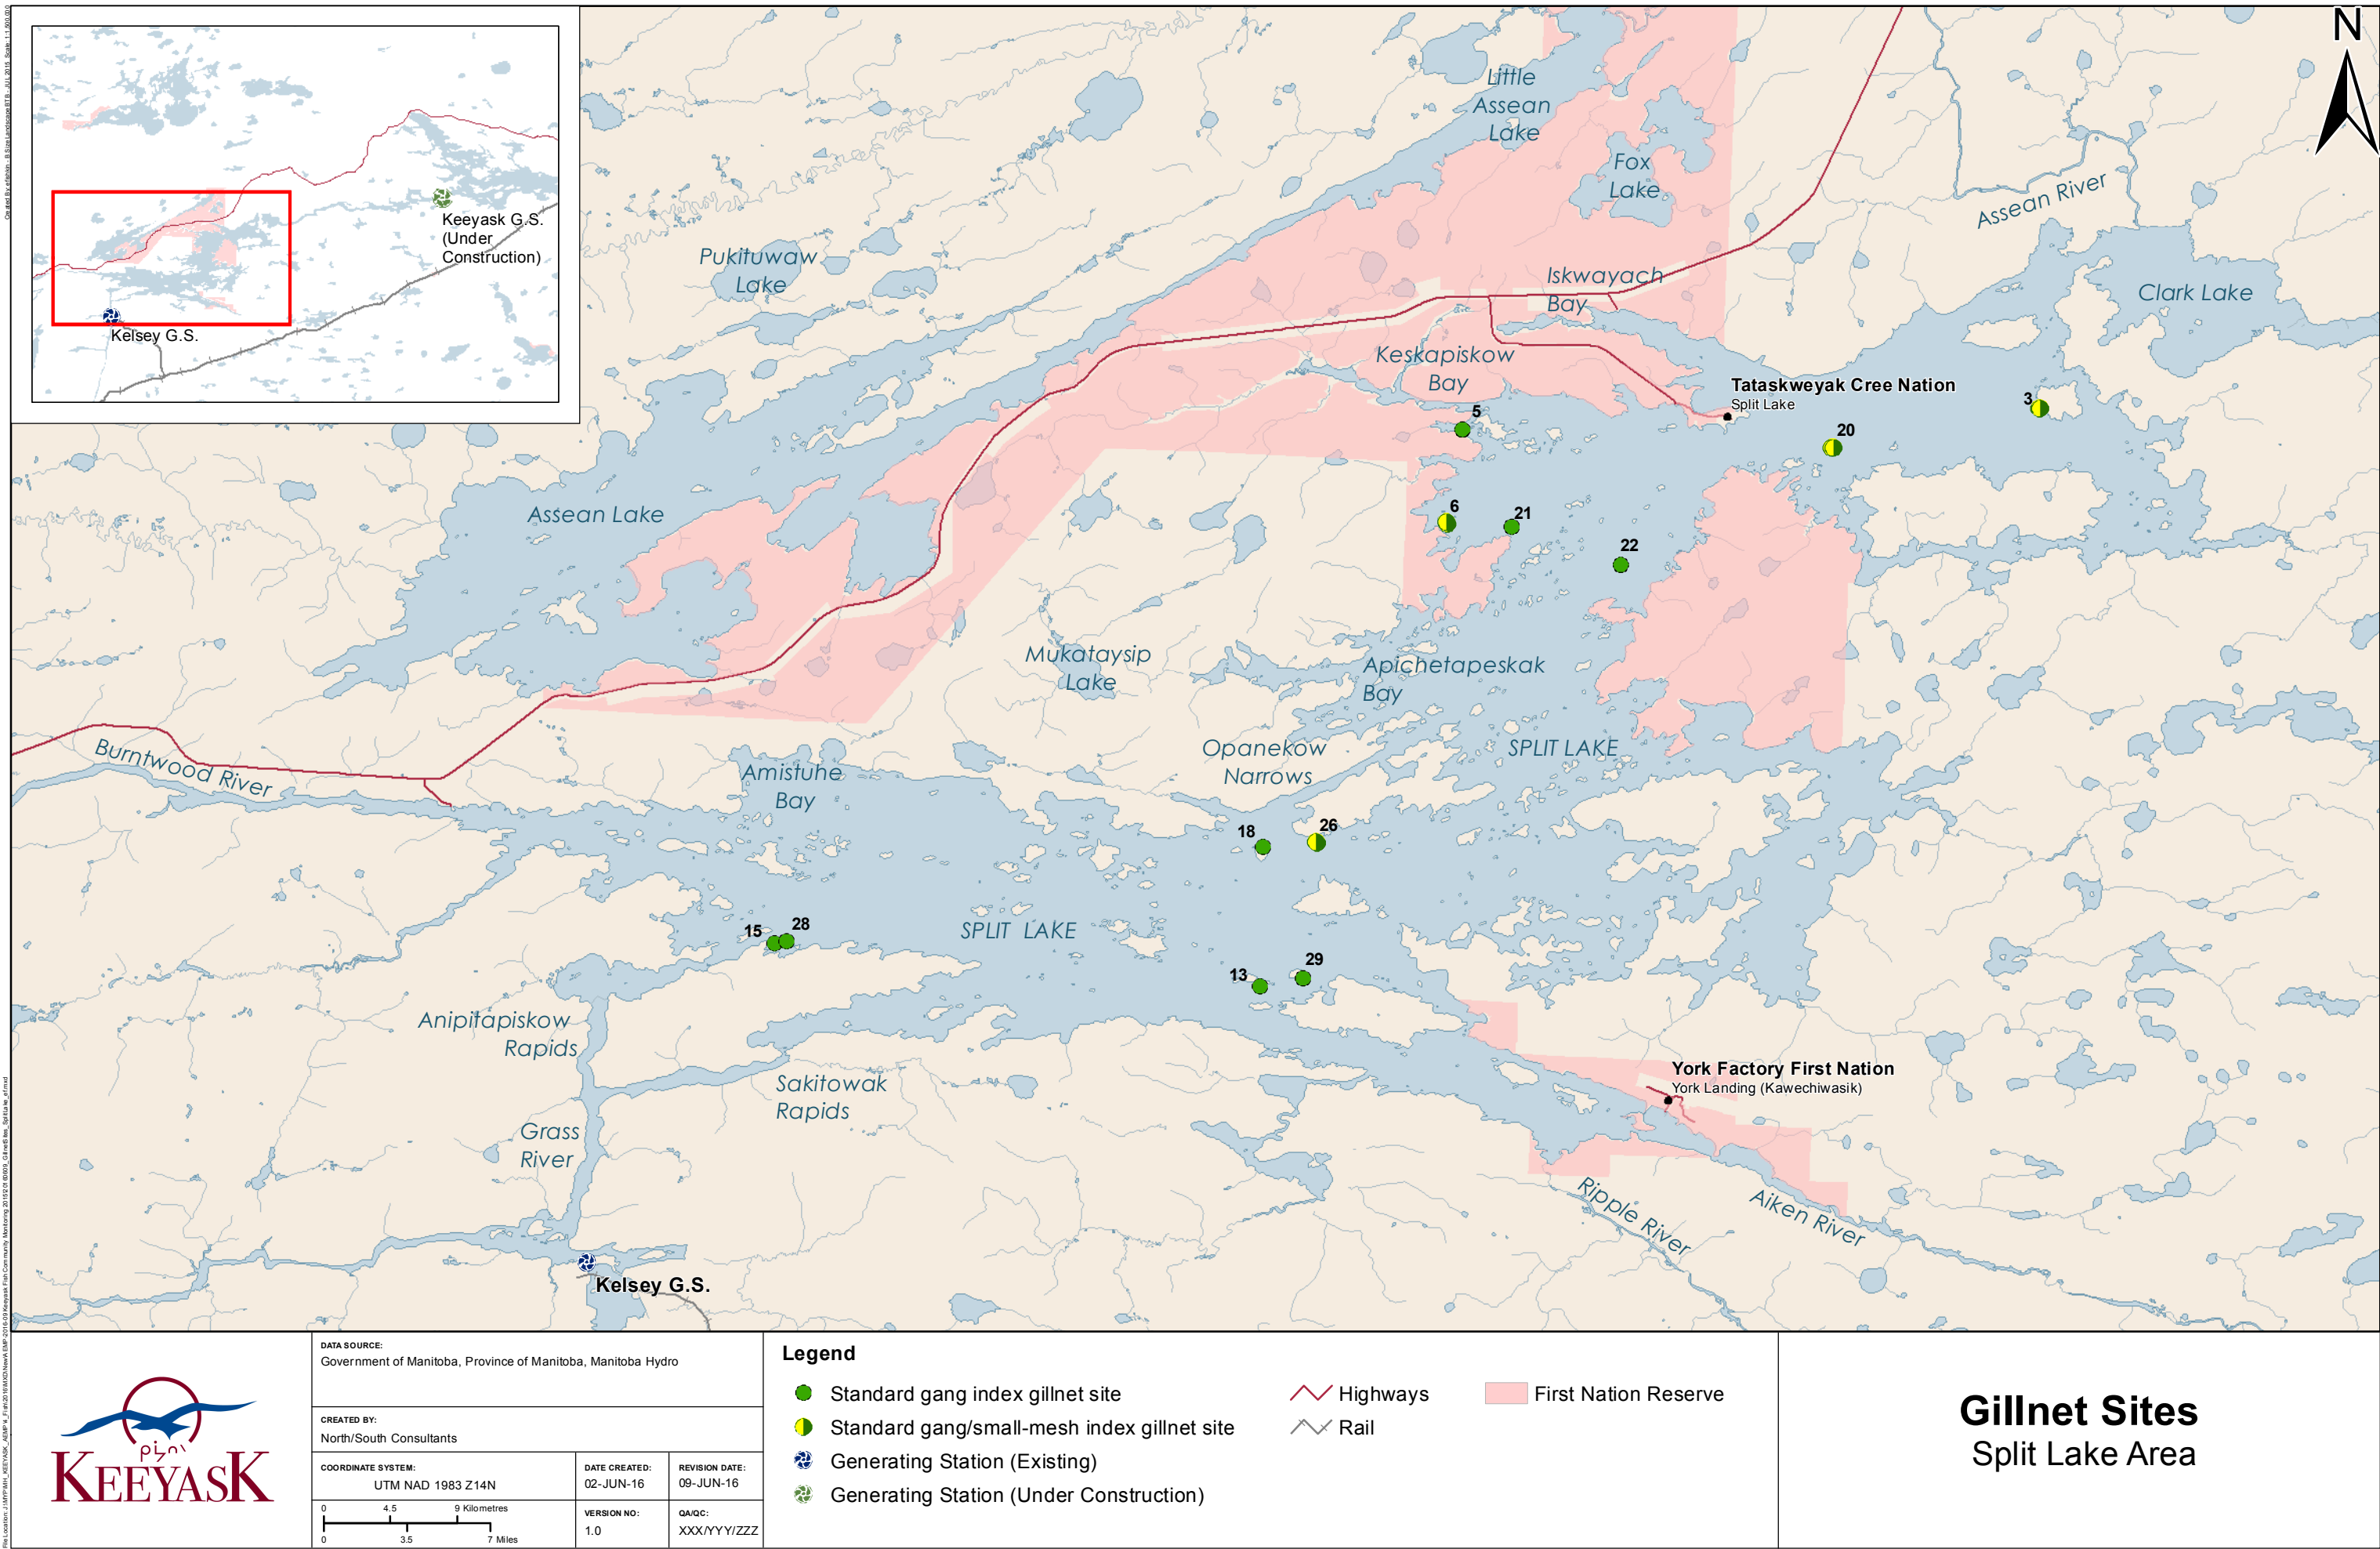 N
Little
Assean
Lake
Fox
Lake
Assean River
Pukituwaw
Lake
Iskwayach
Bay
Clark Lake
Keeyask G.S.
(Under
Construction)
Kelsey G.S.
Keskapiskow
Bay
Tataskweyak Cree Nation
Split Lake
3
5
20
Assean Lake
6
21
22
Mukataysip
Lake
Apichetapeskak
Bay
Burntwood River
Amistuhe
Bay
Opanekow
Narrows
SPLIT LAKE
18
26
15
28
SPLIT LAKE
13
29
Anipitapiskow
Rapids
Sakitowak
Rapids
York Factory First Nation
York Landing (Kawechiwasik)
Grass
River
Ripple River
Aiken River
Kelsey G.S.
KEEYASK
DATA SOURCE:
Government of Manitoba, Province of Manitoba, Manitoba Hydro
CREATED BY:
North/South Consultants
COORDINATE SYSTEM:
UTM NAD 1983 Z14N
DATE CREATED:
02-JUN-16
REVISION DATE:
09-JUN-16
0 4.5 9 Kilometres
0 3.5 7 Miles
VERSION NO:
1.0
QA/QC:
XXX/YYY/ZZZ
Legend
Standard gang index gillnet site
Standard gang/small-mesh index gillnet site
Generating Station (Existing)
Generating Station (Under Construction)
Highways
Rail
First Nation Reserve
Gillnet Sites
Split Lake Area